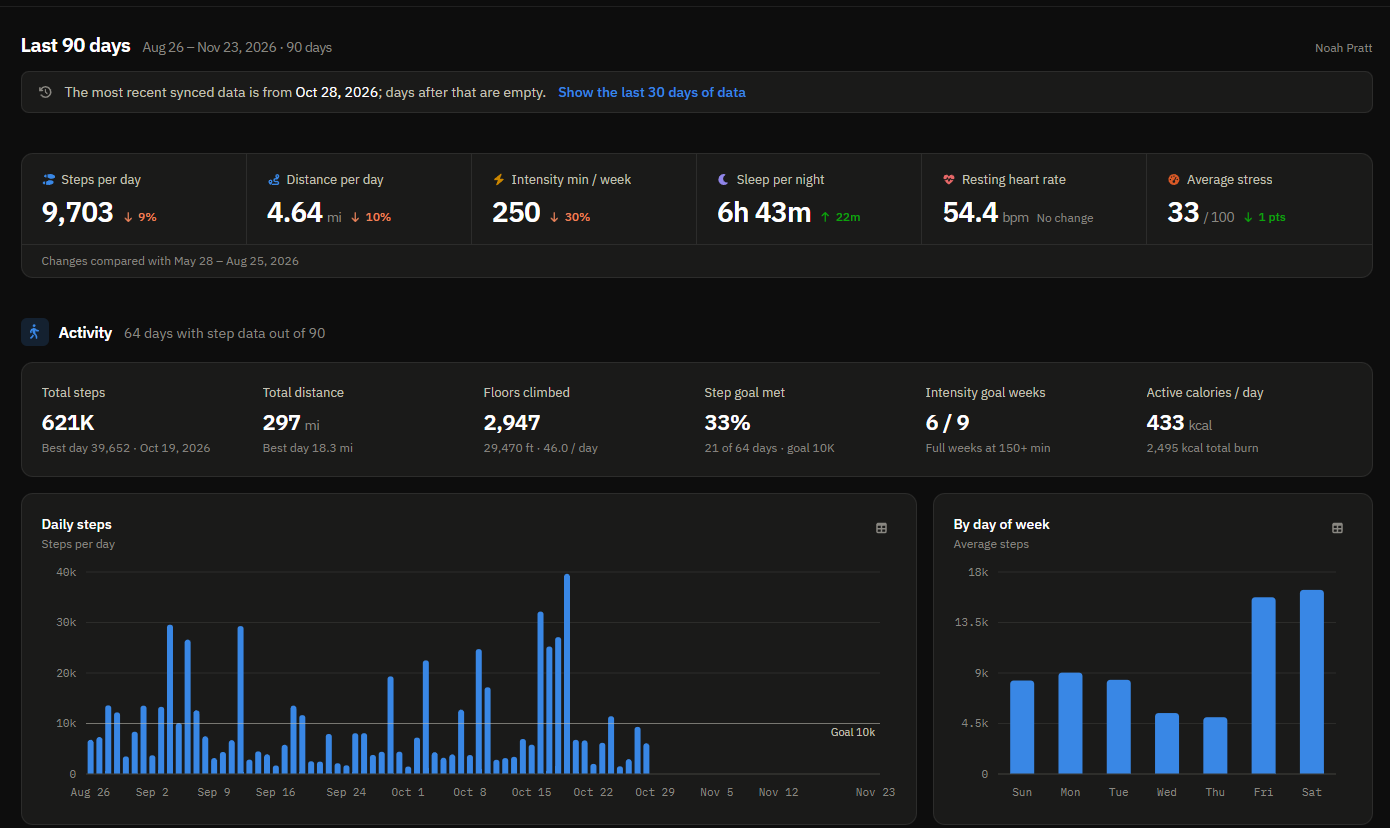 Last 90 days Aug 26 – Nov 23, 2026 · 90 days Noah Pratt
The most recent synced data is from Oct 28, 2026; days after that are empty. Show the last 30 days of data
Steps per day Distance per day Intensity min / week Sleep per night Resting heart rate Average stress
9,703 ↓ 9% 4.64 mi ↓ 10% 250 ↓ 30% 6h 43m ↑ 22m 54.4 bpm No change 33 / 100 ↓ 1 pts
Changes compared with May 28 – Aug 25, 2026
Activity 64 days with step data out of 90
Total steps Total distance Floors climbed Step goal met Intensity goal weeks Active calories / day
621K 297 mi 2,947 33% 6 / 9 433 kcal
Best day 39,652 · Oct 19, 2026 Best day 18.3 mi 29,470 ft · 46.0 / day 21 of 64 days · goal 10K Full weeks at 150+ min 2,495 kcal total burn
Daily steps
Steps per day
40k
30k
20k
10k
Goal 10k
0
Aug 26 Sep 2 Sep 9 Sep 16 Sep 24 Oct 1 Oct 8 Oct 15 Oct 22 Oct 29 Nov 5 Nov 12 Nov 23
By day of week
Average steps
18k
13.5k
9k
4.5k
0
Sun Mon Tue Wed Thu Fri Sat